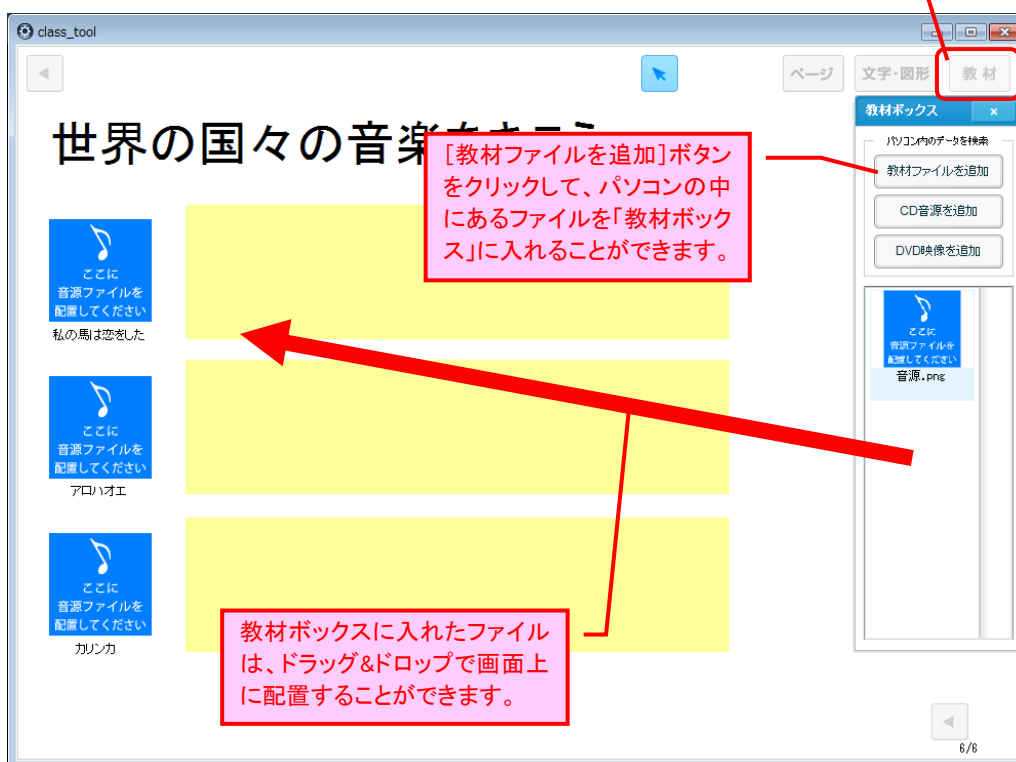 class_tool
ページ
文字・図形
教材
世界の国々の音楽をきこう
[教材ファイルを追加]ボタン
をクリックして、パソコンの中
にあるファイルを「教材ボック
ス」に入れることができます。
教材ボックス
×
パソコン内のデータを検索
教材ファイルを追加
CD音源を追加
DVD映像を追加
ここに
音源ファイルを
配置してください
音源.png
ここに
音源ファイルを
配置してください
私の馬は恋をした
ここに
音源ファイルを
配置してください
アロハオエ
ここに
音源ファイルを
配置してください
カリンカ
教材ボックスに入れたファイル
は、ドラッグ&ドロップで画面上
に配置することができます。
6/6